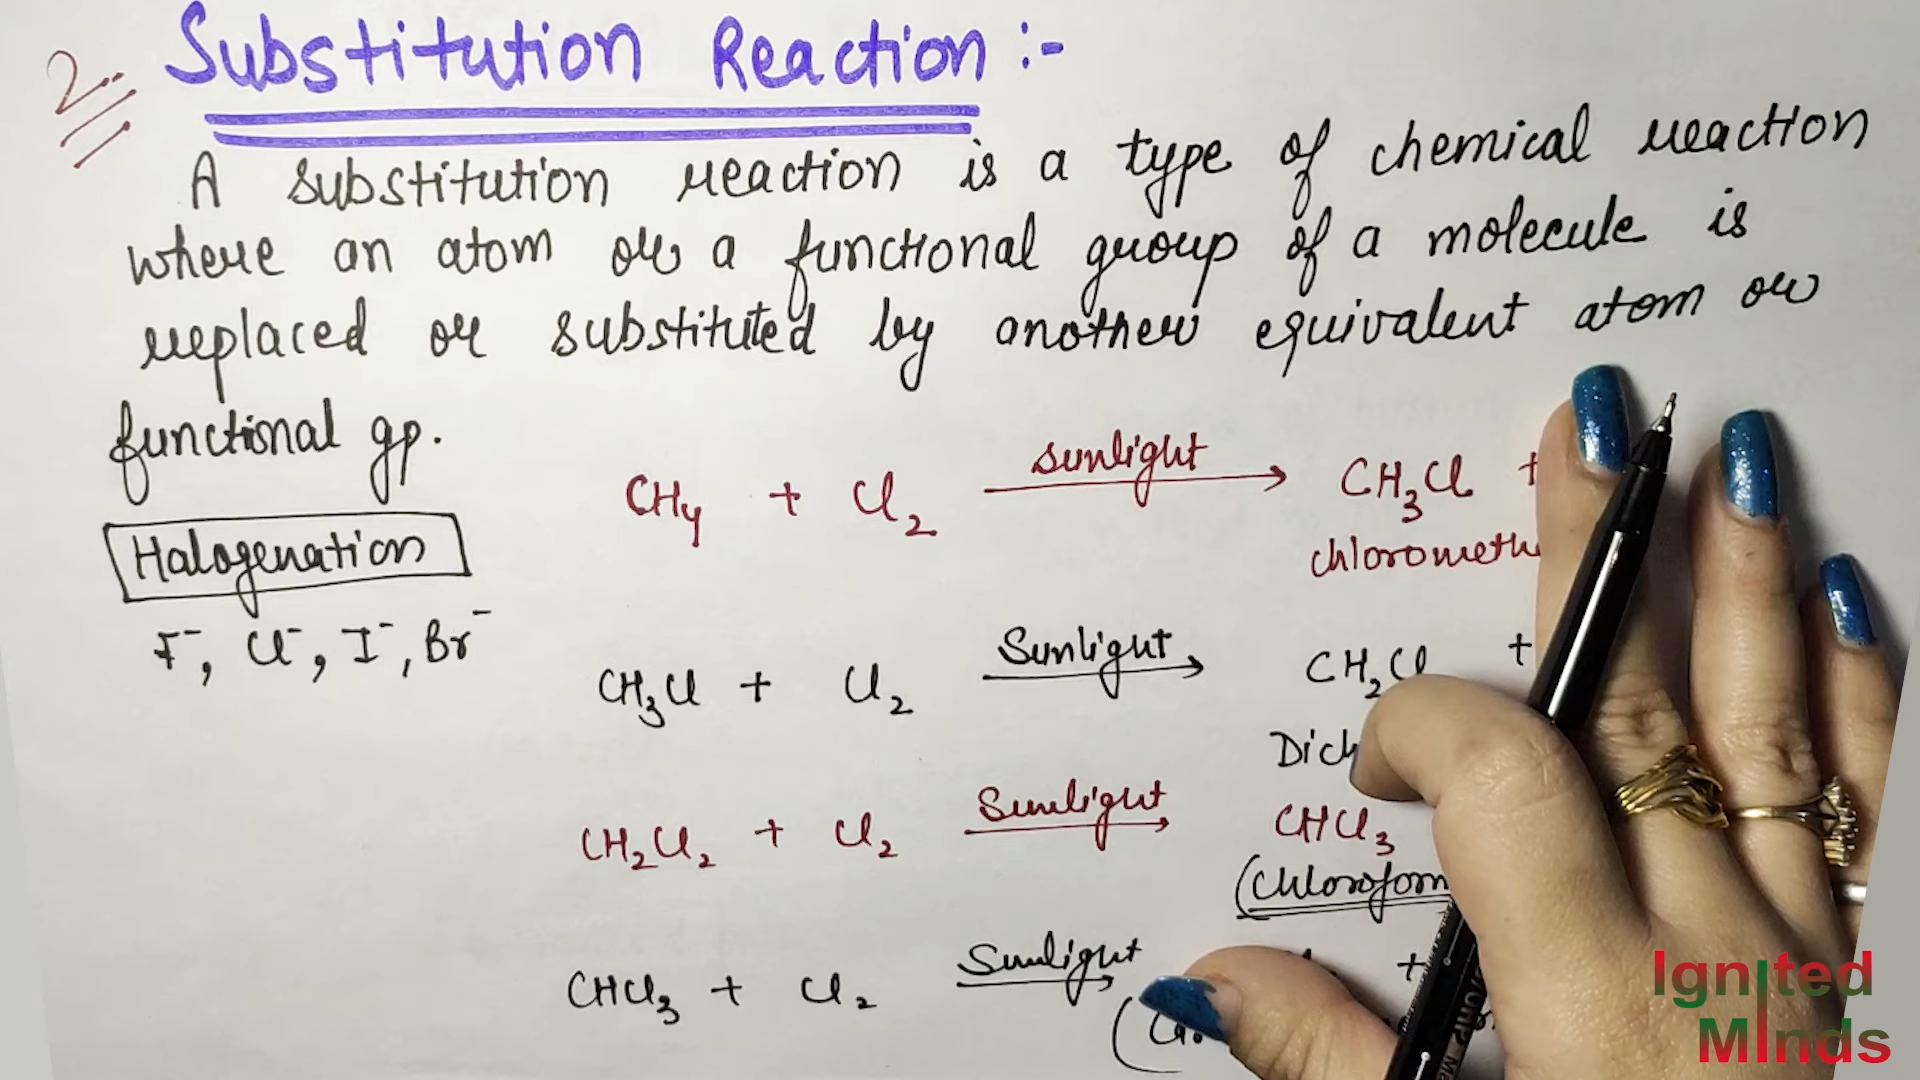 2. Substitution Reaction :-
A substitution reaction is a type of chemical reaction
where an atom or a functional group of a molecule is
replaced or substituted by another equivalent atom or
functional gp.
CH4 + Cl2 sunlight → CH3Cl +
Halogenation
F⁻, Cl⁻, I⁻, Br⁻
CH3Cl + Cl2 Sunlight → CH2Cl +
CH2Cl2 + Cl2 Sunlight → CHCl3
(Chloroform
CHCl3 + Cl2 Sunlight → +
Ignited
Minds